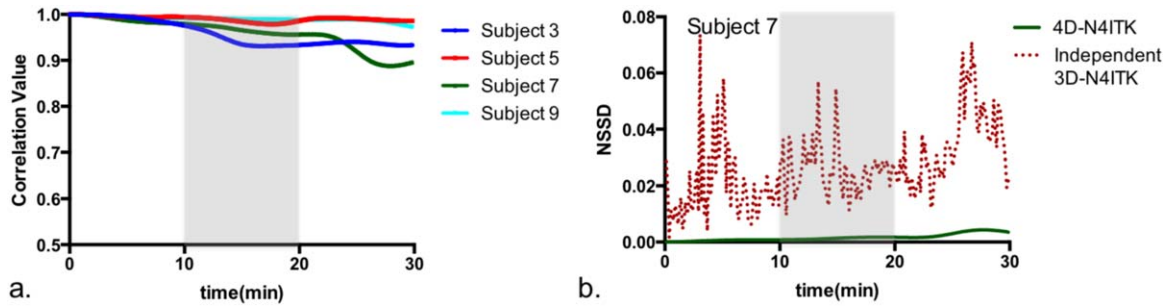 Correlation Value
1.0
0.9
0.8
0.7
0.6
0.5
0
10
20
30
time(min)
Subject 3
Subject 5
Subject 7
Subject 9
a.
Subject 7
NSSD
0.08
0.06
0.04
0.02
0.00
0
10
20
30
time(min)
4D-N4ITK
Independent
3D-N4ITK
b.